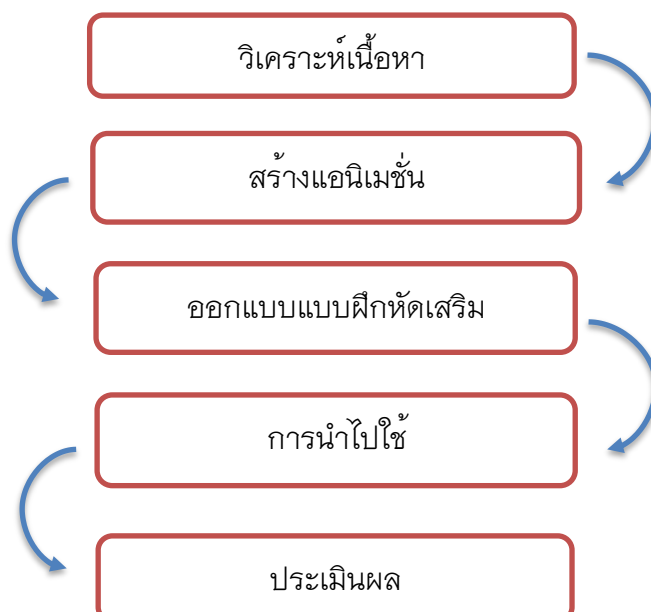 วิเคราะห์เนื้อหา
สร้างแอนิเมชั่น
ออกแบบแบบฝึกหัดเสริม
การนำไปใช้
ประเมินผล